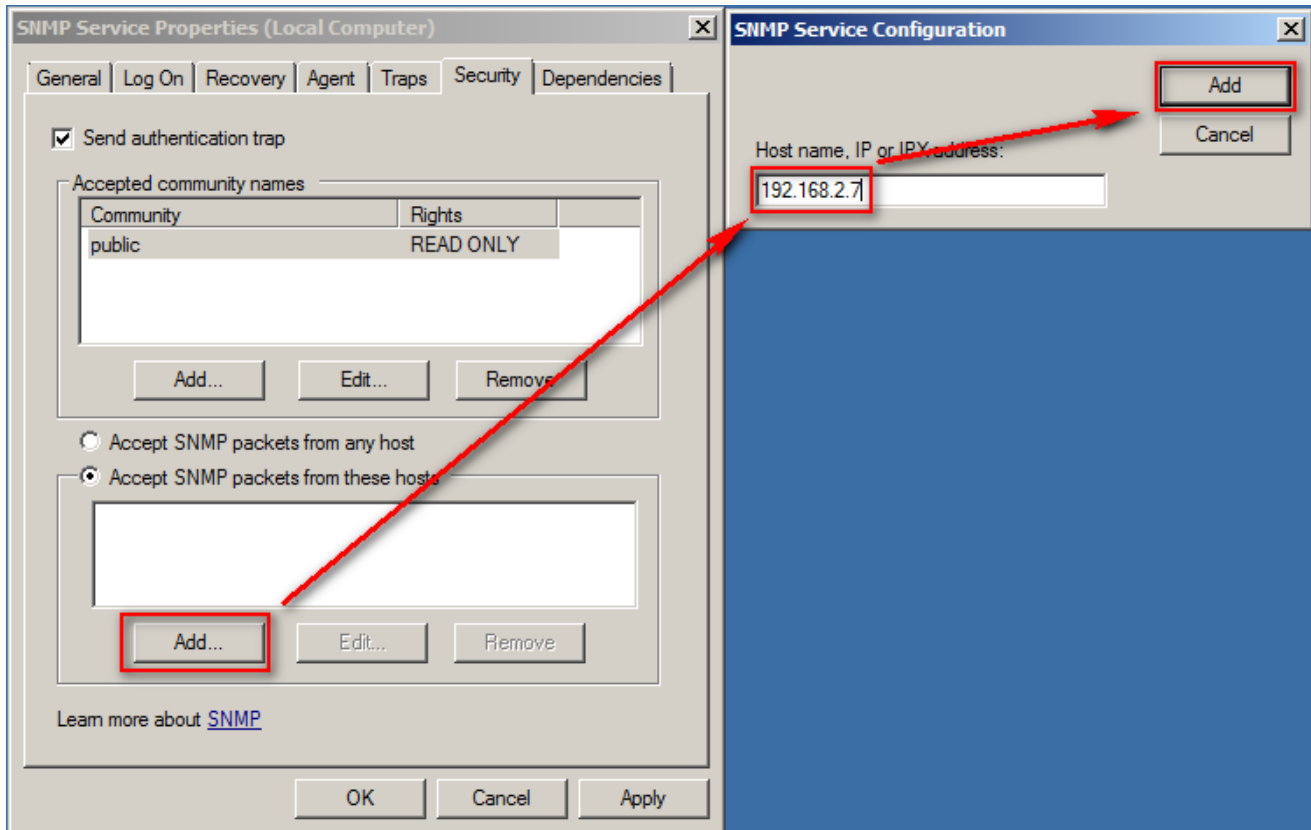 SNMP Service Properties (Local Computer)
General Log On Recovery Agent Traps Security Dependencies
Send authentication trap
Accepted community names
Community Rights
public READ ONLY
Add... Edit... Remove
Accept SNMP packets from any host
Accept SNMP packets from these hosts
Add... Edit... Remove
Learn more about SNMP
OK Cancel Apply
SNMP Service Configuration
Add
Cancel
Host name, IP or IPX address:
192.168.2.7